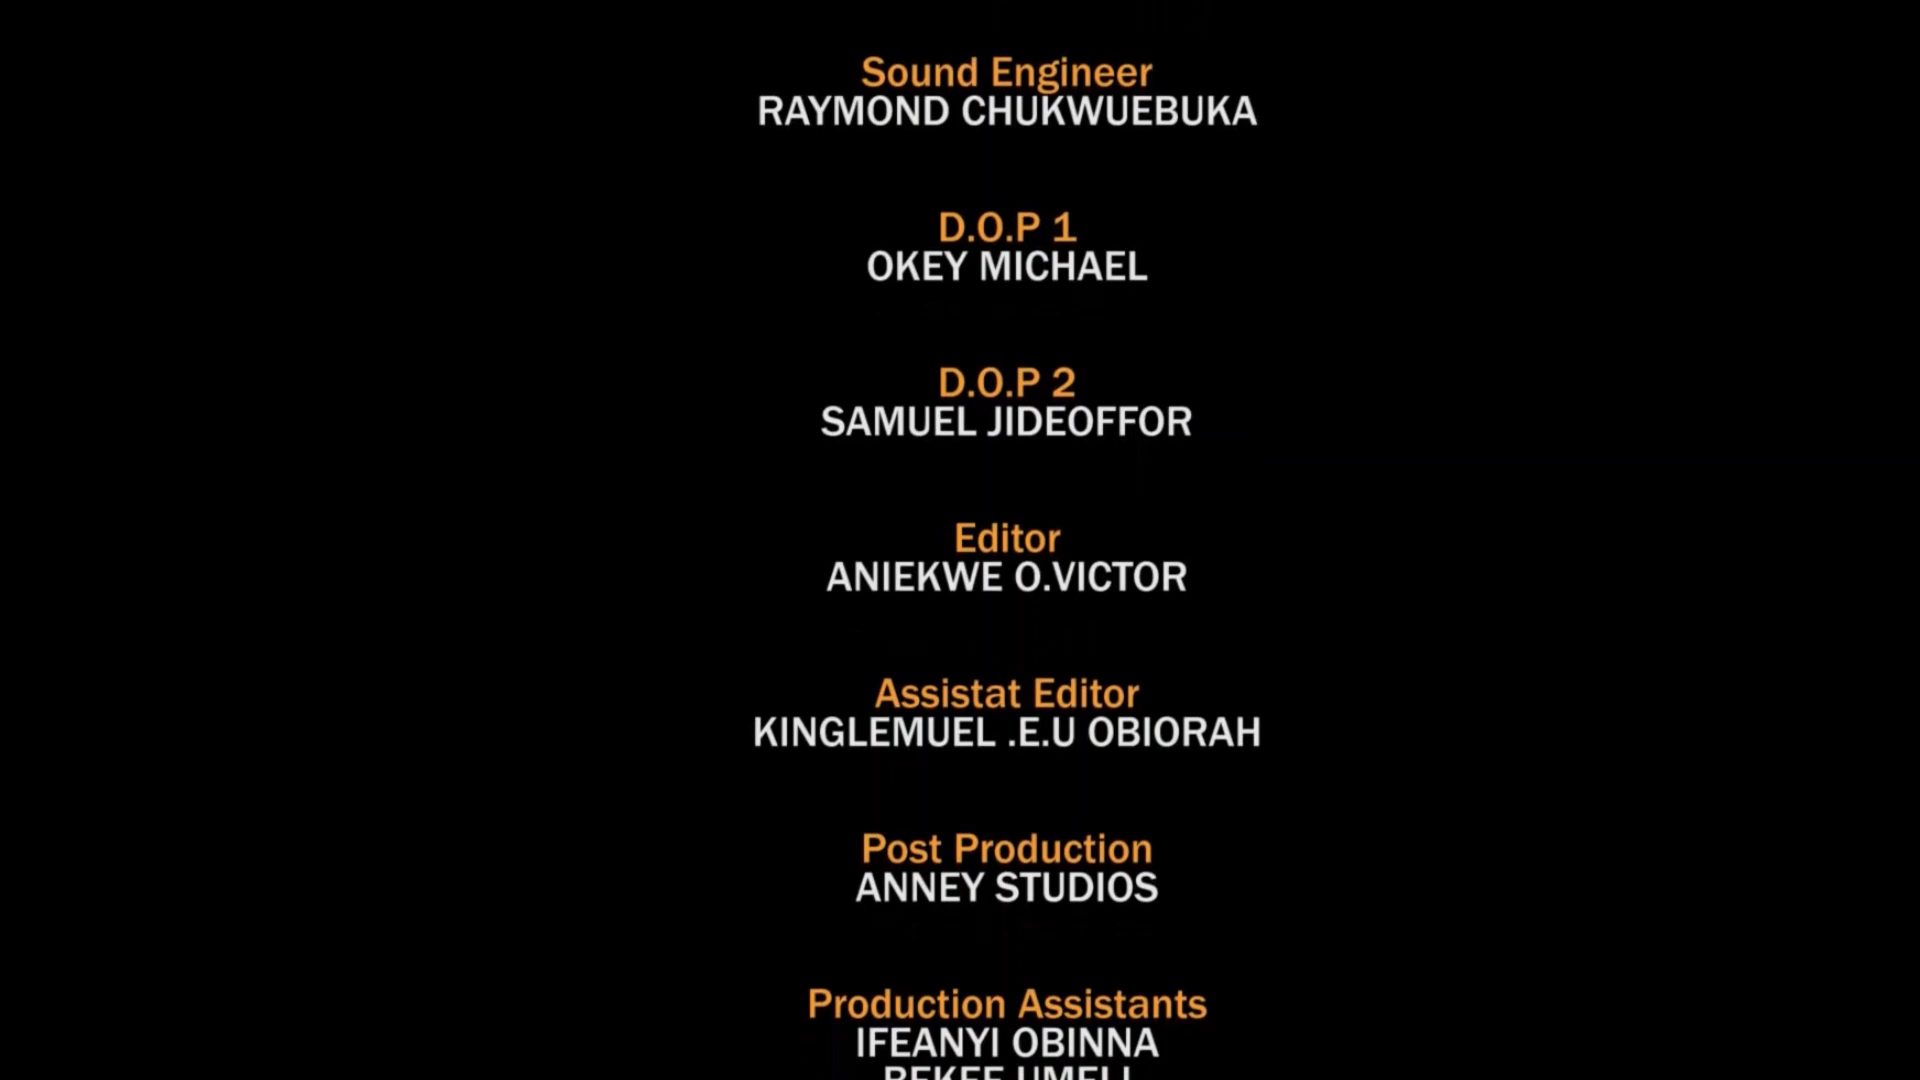 Sound Engineer
RAYMOND CHUKWUEBUKA
D.O.P 1
OKEY MICHAEL
D.O.P 2
SAMUEL JIDEOFFOR
Editor
ANIEKWE O.VICTOR
Assistat Editor
KINGLEMUEL .E.U OBIORAH
Post Production
ANNEY STUDIOS
Production Assistants
IFEANYI OBINNA